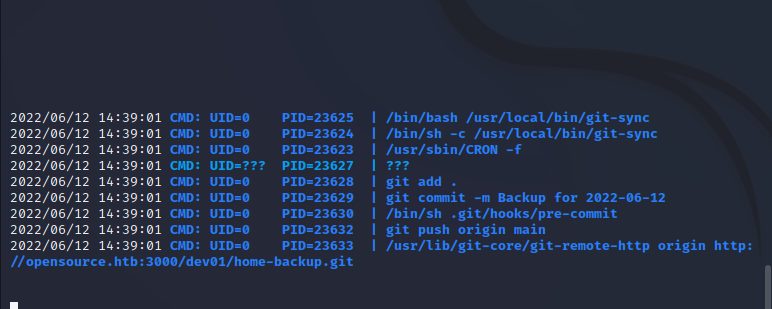 2022/06/12 14:39:01 CMD: UID=0    PID=23625  | /bin/bash /usr/local/bin/git-sync
2022/06/12 14:39:01 CMD: UID=0    PID=23624  | /bin/sh -c /usr/local/bin/git-sync
2022/06/12 14:39:01 CMD: UID=0    PID=23623  | /usr/sbin/CRON -f
2022/06/12 14:39:01 CMD: UID=???  PID=23627  | ???
2022/06/12 14:39:01 CMD: UID=0    PID=23628  | git add .
2022/06/12 14:39:01 CMD: UID=0    PID=23629  | git commit -m Backup for 2022-06-12
2022/06/12 14:39:01 CMD: UID=0    PID=23630  | /bin/sh .git/hooks/pre-commit
2022/06/12 14:39:01 CMD: UID=0    PID=23632  | git push origin main
2022/06/12 14:39:01 CMD: UID=0    PID=23633  | /usr/lib/git-core/git-remote-http origin http:
//opensource.htb:3000/dev01/home-backup.git